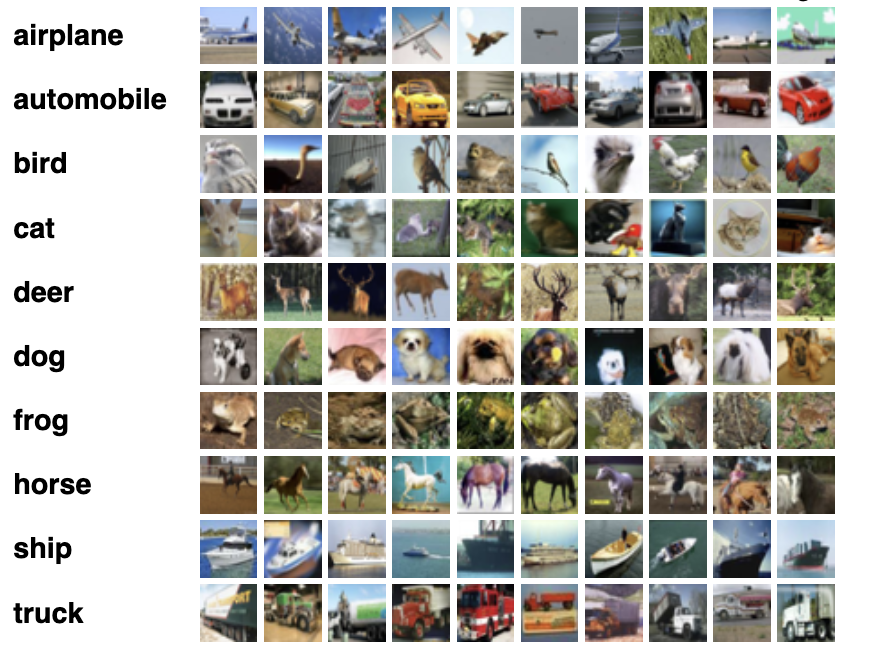 airplane
automobile
bird
cat
deer
dog
frog
horse
ship
truck